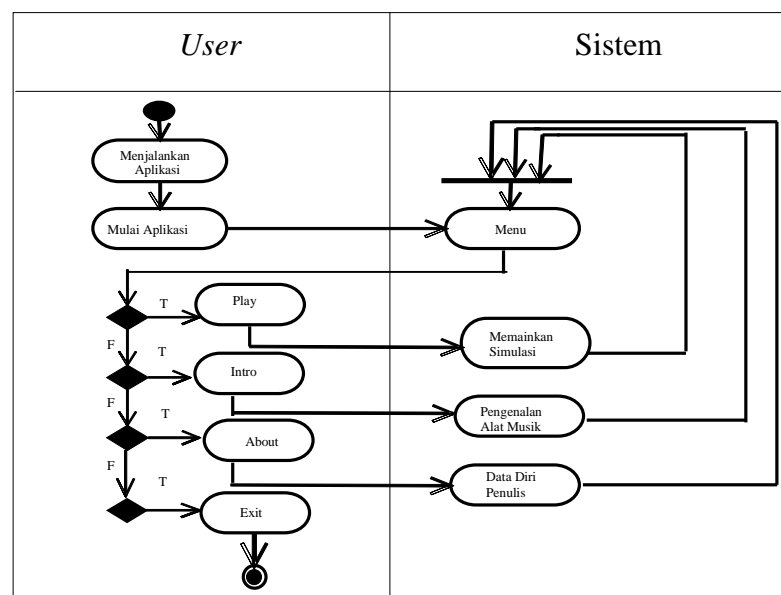 User
Sistem
Menjalankan
Aplikasi
Mulai Aplikasi
Menu
T
Play
F
T
Memainkan
Simulasi
Intro
F
T
Pengenalan
Alat Musik
About
F
T
Data Diri
Penulis
Exit